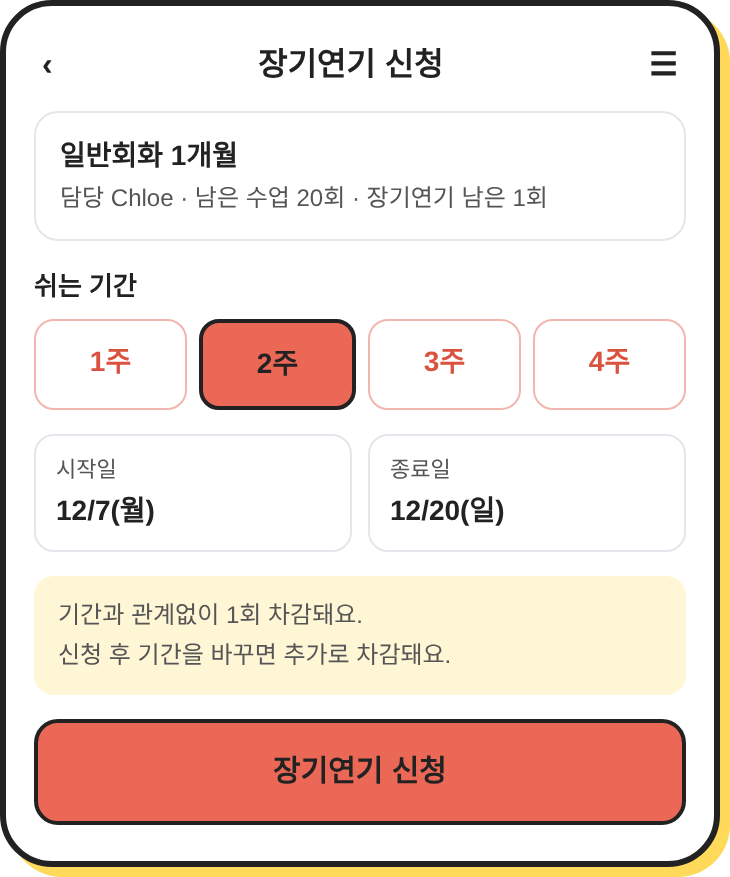 ‹ 장기연기 신청 ☰
일반회화 1개월
담당 Chloe · 남은 수업 20회 · 장기연기 남은 1회
쉬는 기간
1주 2주 3주 4주
시작일 종료일
12/7(월) 12/20(일)
기간과 관계없이 1회 차감돼요.
신청 후 기간을 바꾸면 추가로 차감돼요.
장기연기 신청